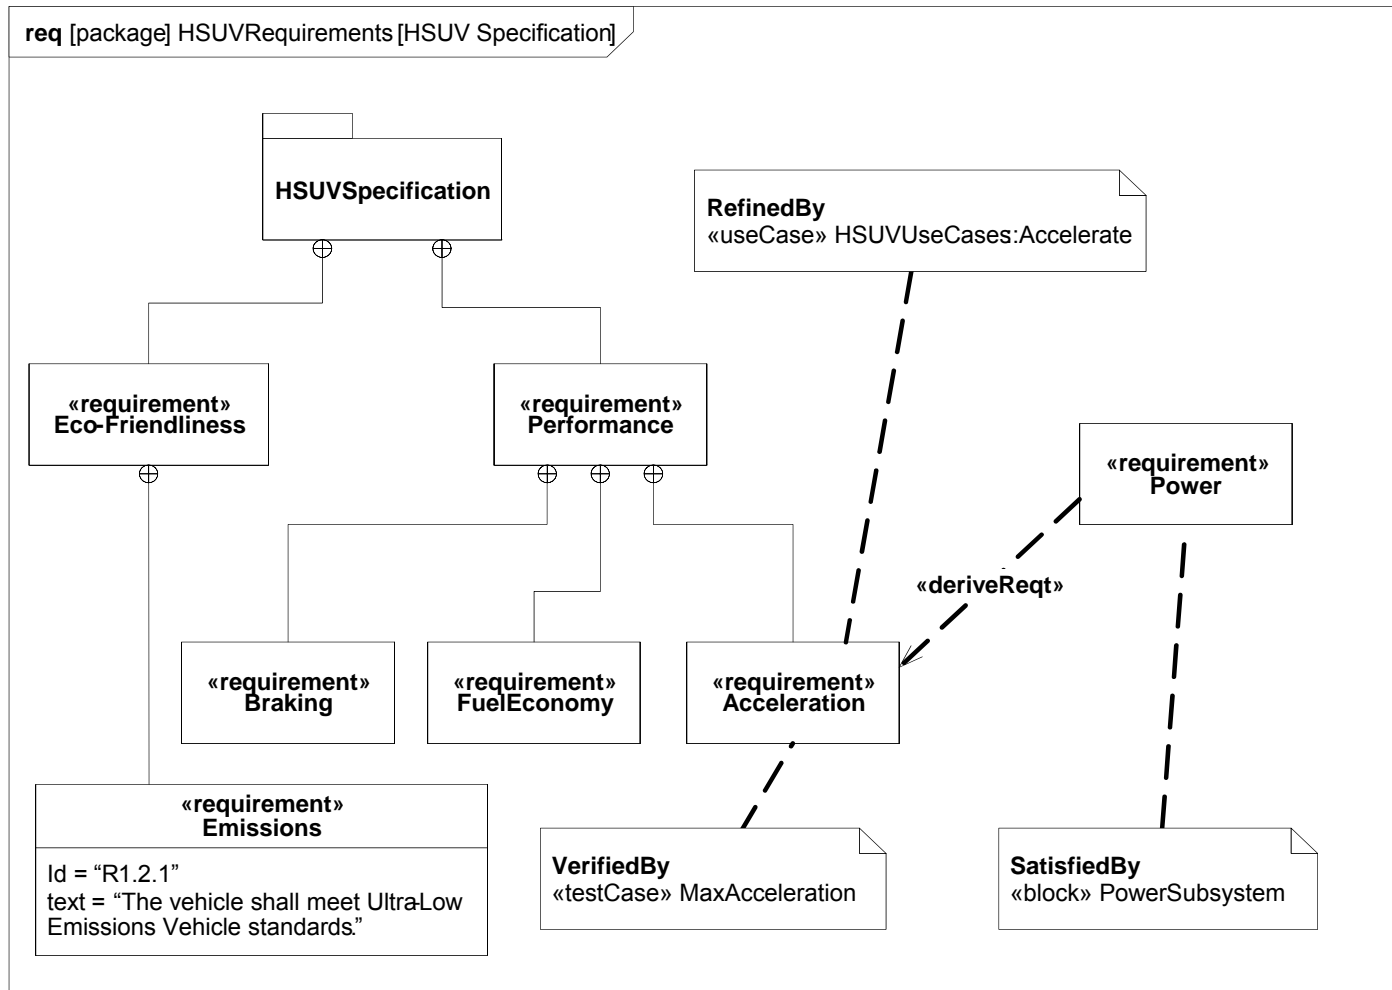 req [package] HSUVRequirements [HSUV Specification]
HSUVSpecification
RefinedBy
«useCase» HSUVUseCases::Accelerate
«requirement»
Eco-Friendliness
«requirement»
Performance
«requirement»
Power
«deriveReqt»
«requirement»
Braking
«requirement»
FuelEconomy
«requirement»
Acceleration
«requirement»
Emissions
Id = “R1.2.1”
text = “The vehicle shall meet Ultra-Low
Emissions Vehicle standards.”
VerifiedBy
«testCase» MaxAcceleration
SatisfiedBy
«block» PowerSubsystem